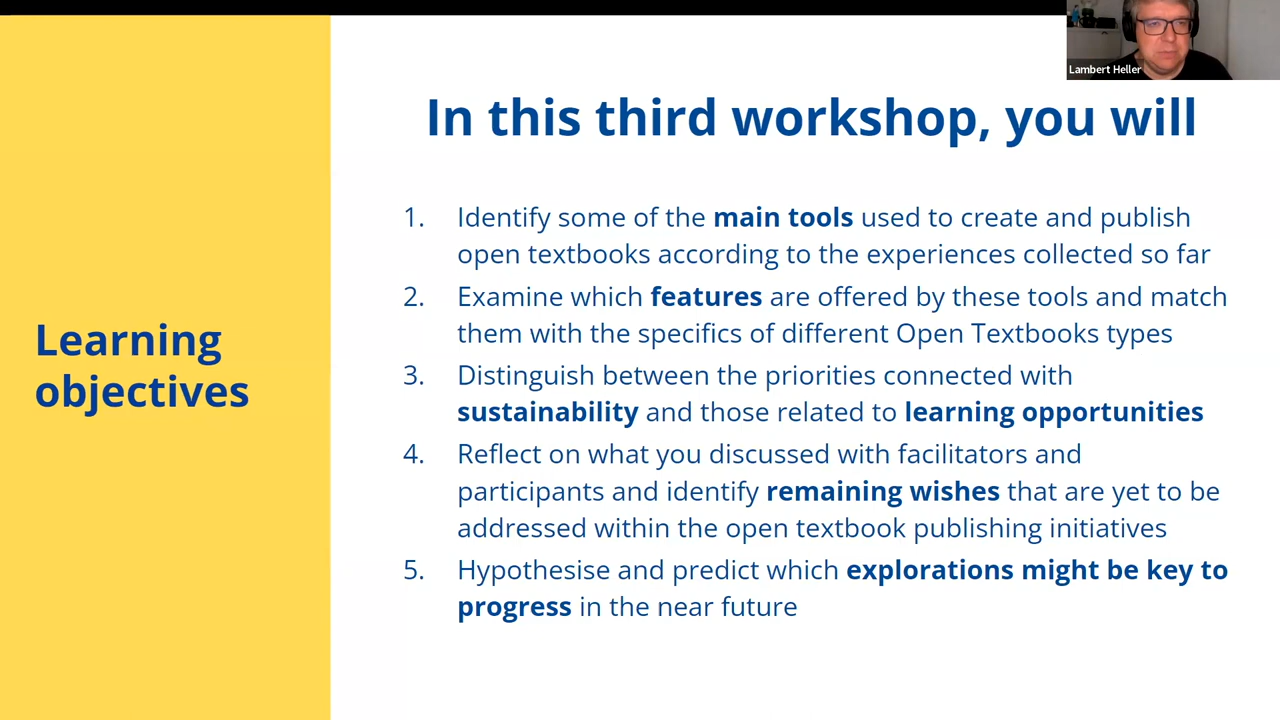 Lambert Heller
In this third workshop, you will
Learning
objectives
1. Identify some of the main tools used to create and publish
open textbooks according to the experiences collected so far
2. Examine which features are offered by these tools and match
them with the specifics of different Open Textbooks types
3. Distinguish between the priorities connected with
sustainability and those related to learning opportunities
4. Reflect on what you discussed with facilitators and
participants and identify remaining wishes that are yet to be
addressed within the open textbook publishing initiatives
5. Hypothesise and predict which explorations might be key to
progress in the near future